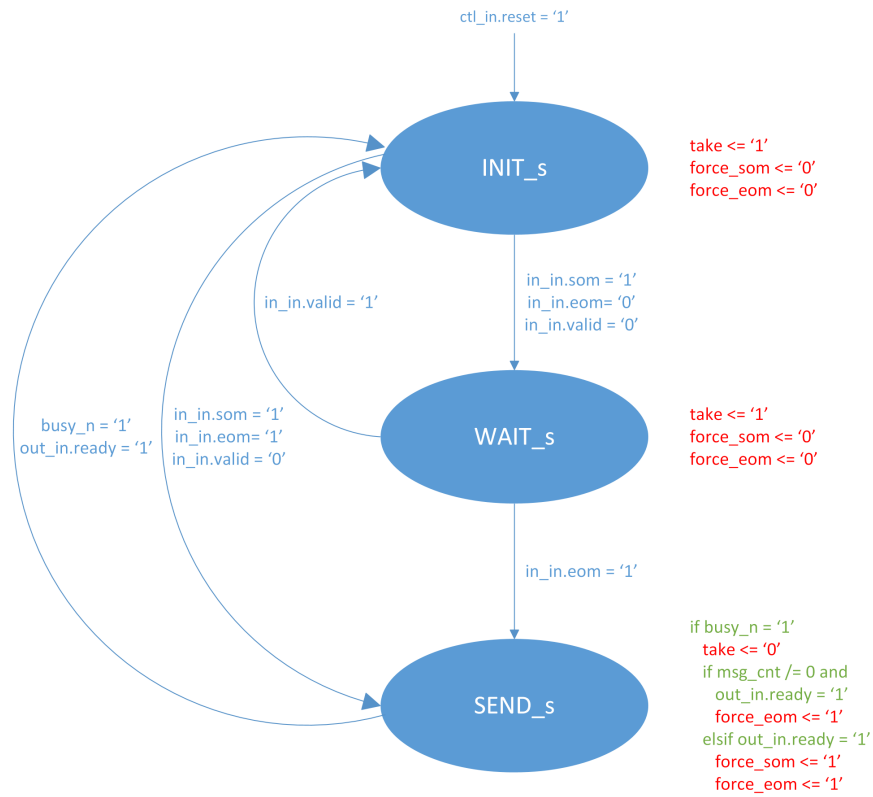 ctl_in.reset = ‘1’
INIT_s
take <= ‘1’
force_som <= ‘0’
force_eom <= ‘0’
in_in.valid = ‘1’
in_in.som = ‘1’
in_in.eom= ‘0’
in_in.valid = ‘0’
busy_n = ‘1’
out_in.ready = ‘1’
in_in.som = ‘1’
in_in.eom= ‘1’
in_in.valid = ‘0’
WAIT_s
take <= ‘1’
force_som <= ‘0’
force_eom <= ‘0’
in_in.eom = ‘1’
SEND_s
if busy_n = ‘1’
take <= ‘0’
if msg_cnt /= 0 and
out_in.ready = ‘1’
force_eom <= ‘1’
elsif out_in.ready = ‘1’
force_som <= ‘1’
force_eom <= ‘1’